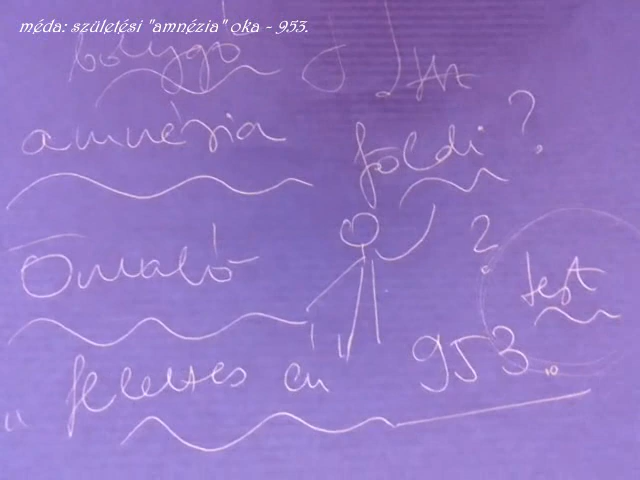 méda: születési "amnézia" oka - 953.
bolygó
amnézia földi?
Önvaló ?
test
"felettes én" 953.